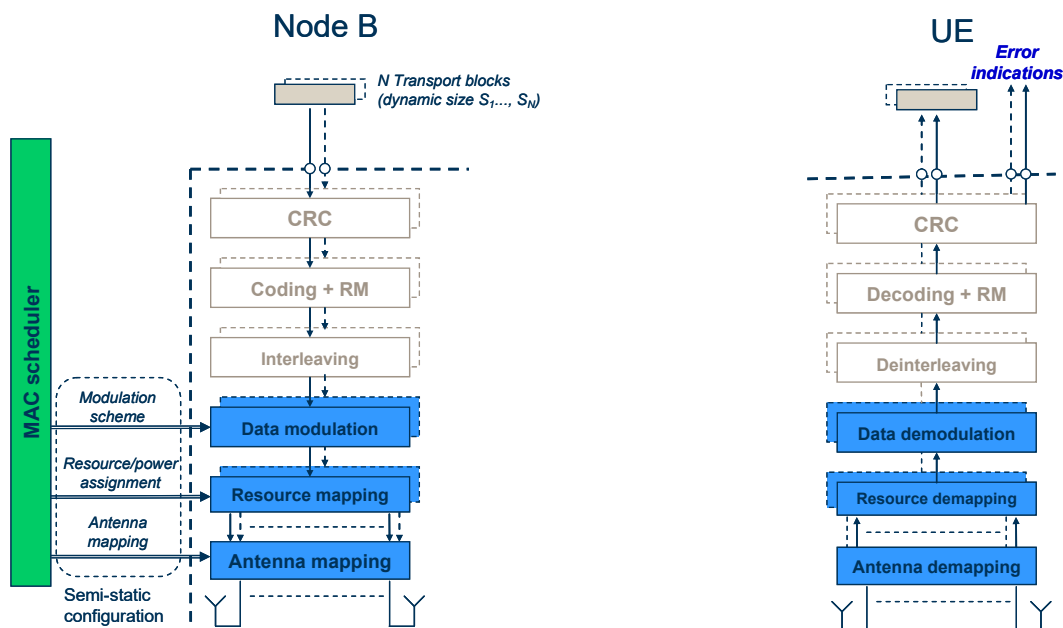 Node B
UE
N Transport blocks
(dynamic size S1..., SN)
Error
indications
MAC scheduler
CRC
Coding + RM
Interleaving
Modulation
scheme
Data modulation
Resource/power
assignment
Resource mapping
Antenna
mapping
Antenna mapping
Semi-static
configuration
CRC
Decoding + RM
Deinterleaving
Data demodulation
Resource demapping
Antenna demapping